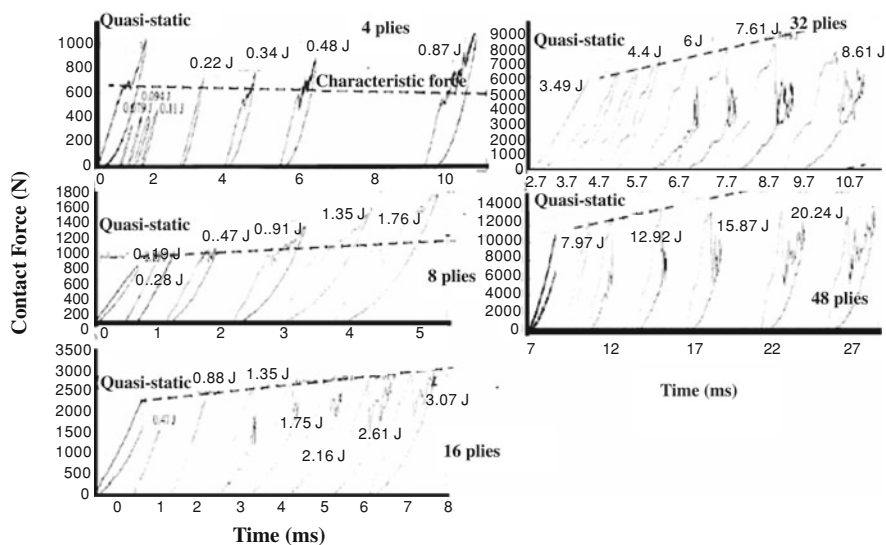 Contact Force (N)
Quasi-static
4 plies
0.22 J
0.34 J
0.48 J
0.87 J
Characteristic force
0.094J
0.11 J
1000
800
600
400
200
0
0 2 4 6 8 10
Quasi-static
32 plies
3.49 J
4.4 J
6 J
7.61 J
8.61 J
9000
8000
7000
6000
5000
4000
3000
2000
1000
0
2.7 3.7 4.7 5.7 6.7 7.7 8.7 9.7 10.7
Quasi-static
8 plies
0..19 J
0..28 J
0..47 J
0..91 J
1.35 J
1.76 J
1800
1600
1400
1200
1000
800
600
400
200
0
0 1 2 3 4 5
Quasi-static
48 plies
7.97 J
12.92 J
15.87 J
20.24 J
14000
12000
10000
8000
6000
4000
2000
0
7 12 17 22 27
Time (ms)
Quasi-static
16 plies
0.47J
0.88 J
1.35 J
1.75 J
2.16 J
2.61 J
3.07 J
3500
3000
2500
2000
1500
1000
500
0
0 1 2 3 4 5 6 7 8
Time (ms)